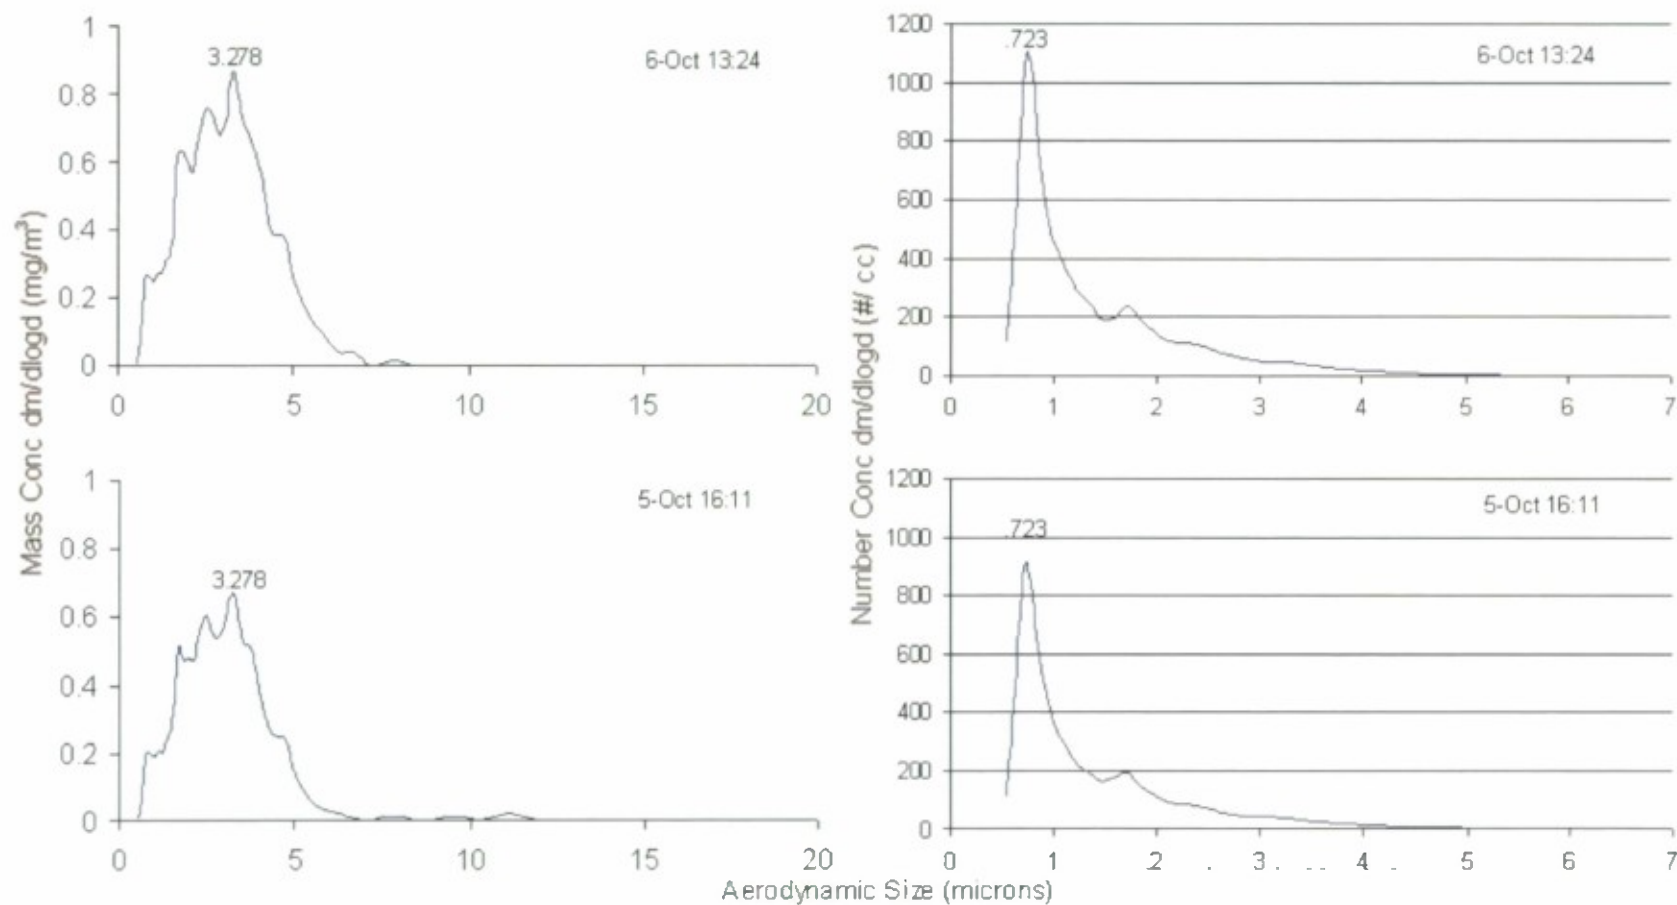 Mass Conc dm/dlogd (mg/m³)
1
0.8
0.6
0.4
0.2
0
0 5 10 15 20
3.278
6-Oct 13:24
Number Conc dm/dlogd (#/ cc)
1200
1000
800
600
400
200
0
0 1 2 3 4 5 6 7
.723
6-Oct 13:24
1
0.8
0.6
0.4
0.2
0
0 5 10 15 20
3.278
5-Oct 16:11
1200
1000
800
600
400
200
0
0 1 2 3 4 5 6 7
.723
5-Oct 16:11
Aerodynamic Size (microns)